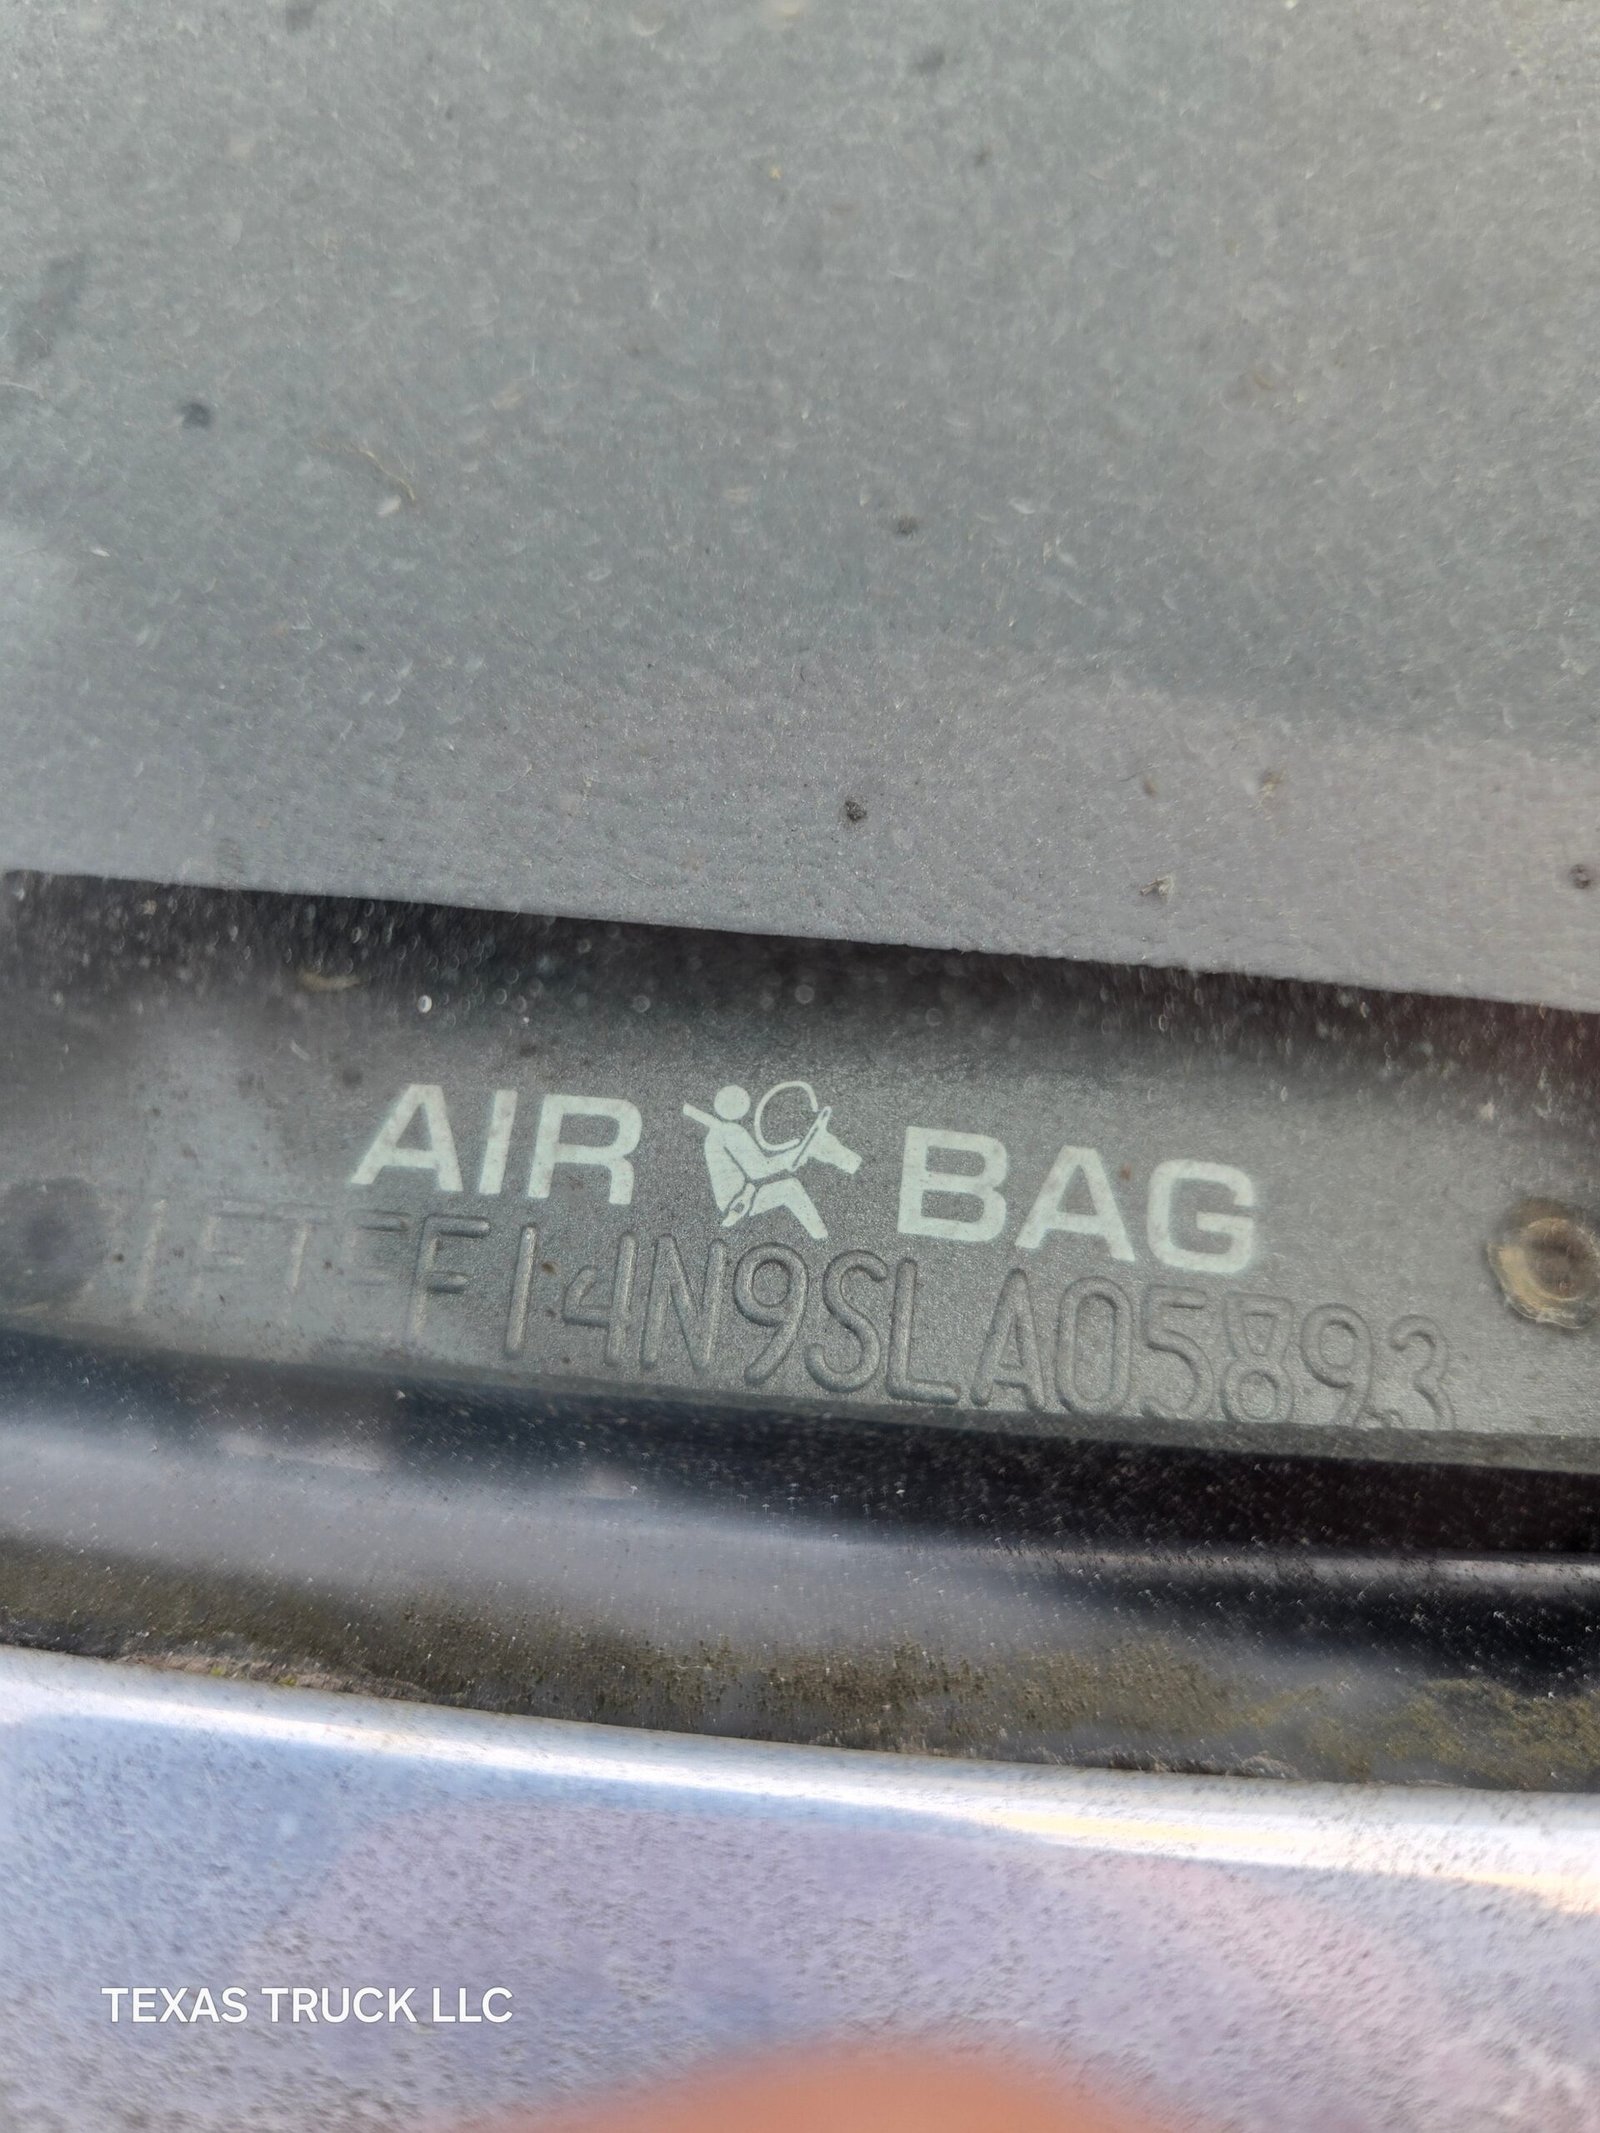 AIR BAG
1FTEF14N9SLA05893
TEXAS TRUCK LLC